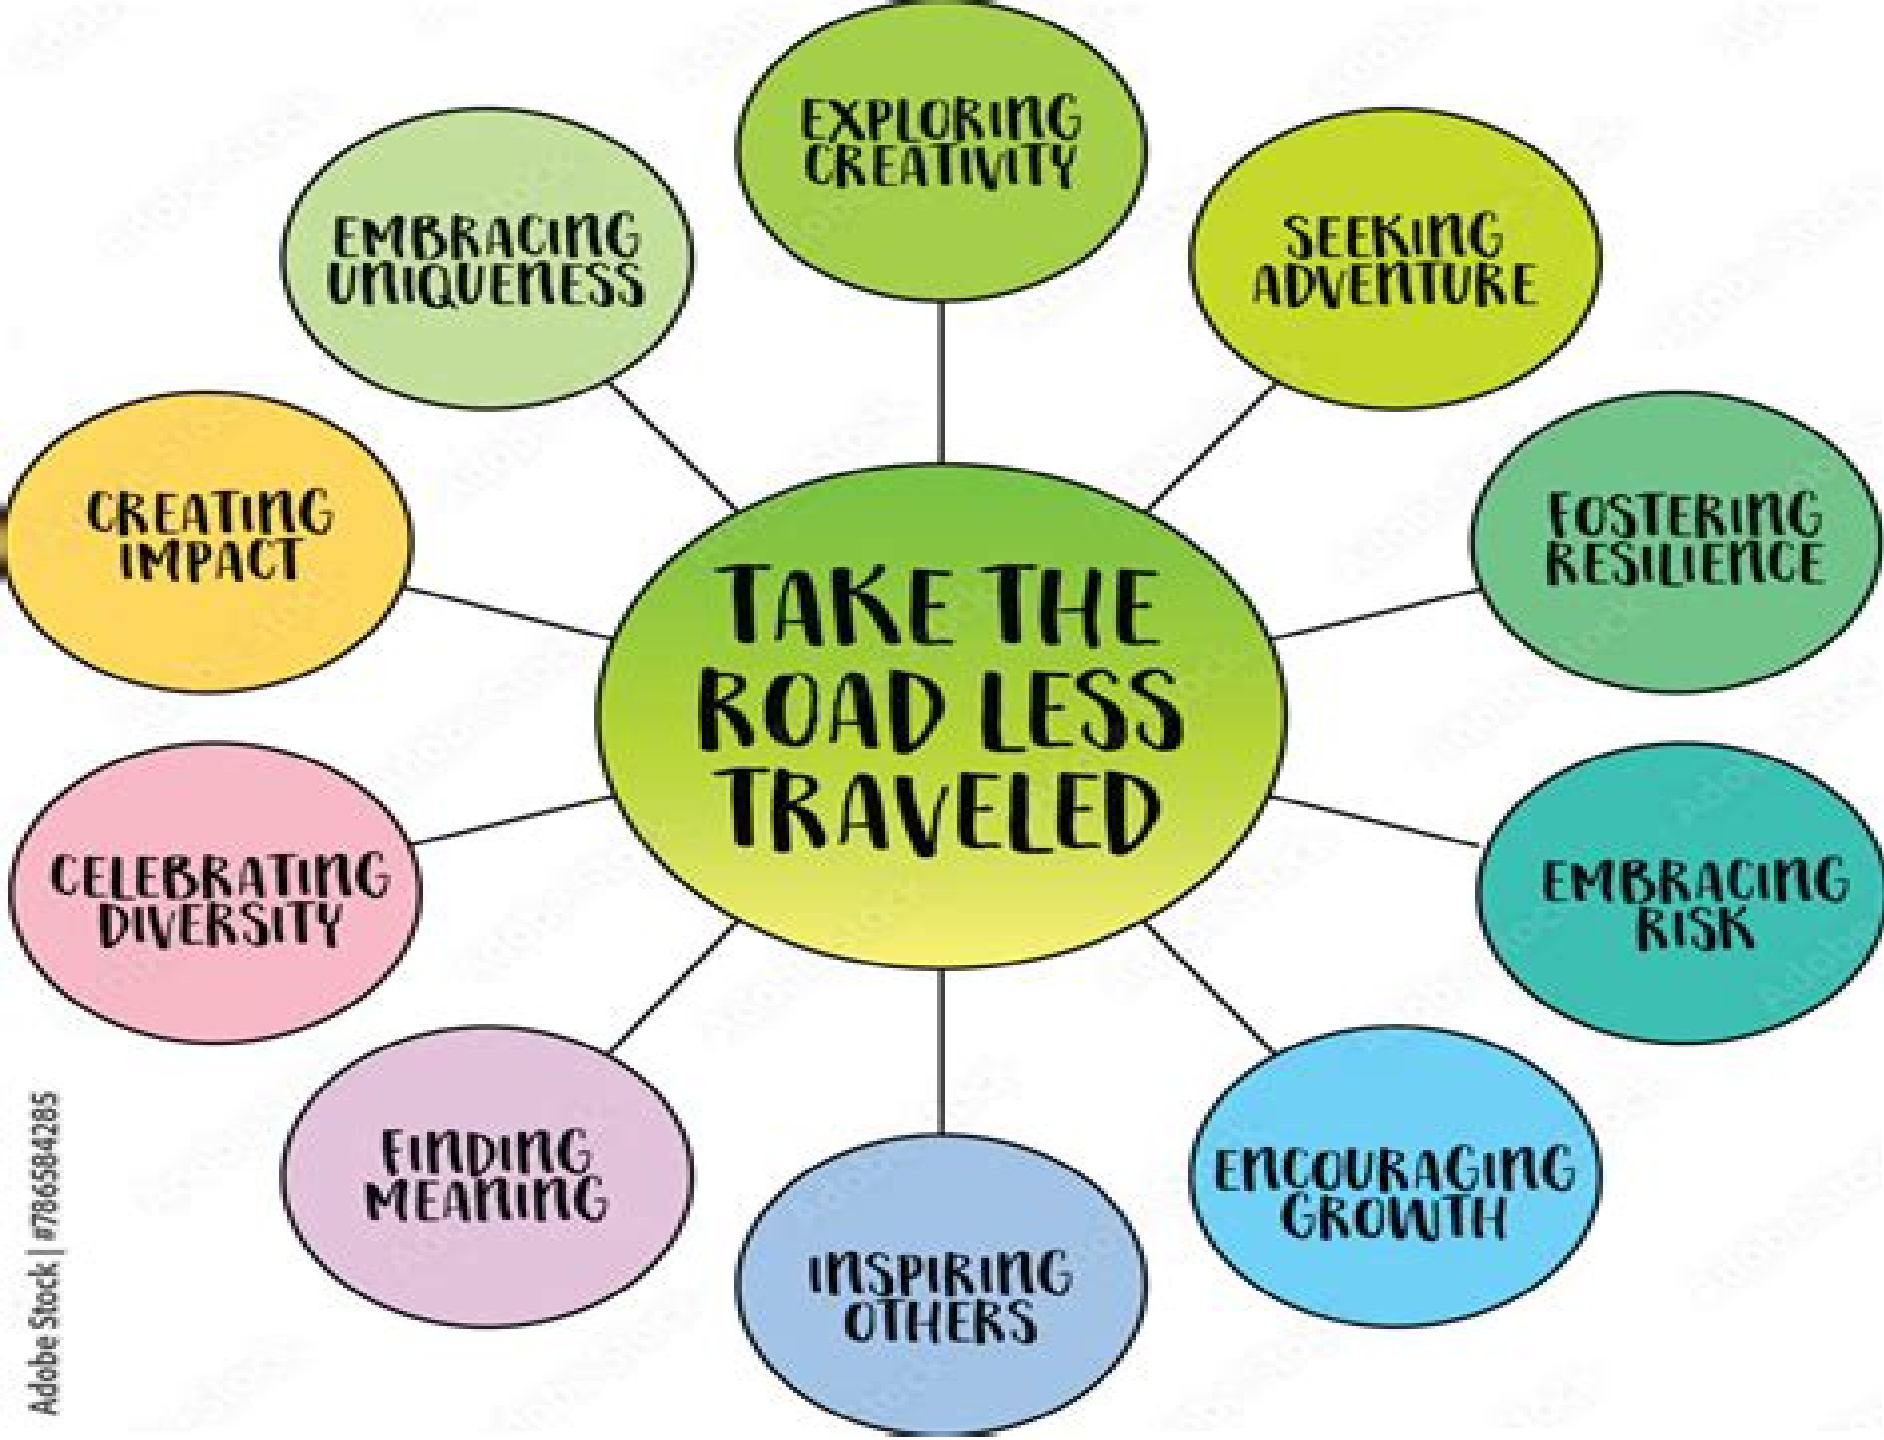 EXPLORING
CREATIVITY
EMBRACING
UNIQUENESS
SEEKING
ADVENTURE
CREATING
IMPACT
FOSTERING
RESILIENCE
TAKE THE
ROAD LESS
TRAVELED
CELEBRATING
DIVERSITY
EMBRACING
RISK
FINDING
MEANING
ENCOURAGING
GROWTH
INSPIRING
OTHERS
Adobe Stock | #786584285